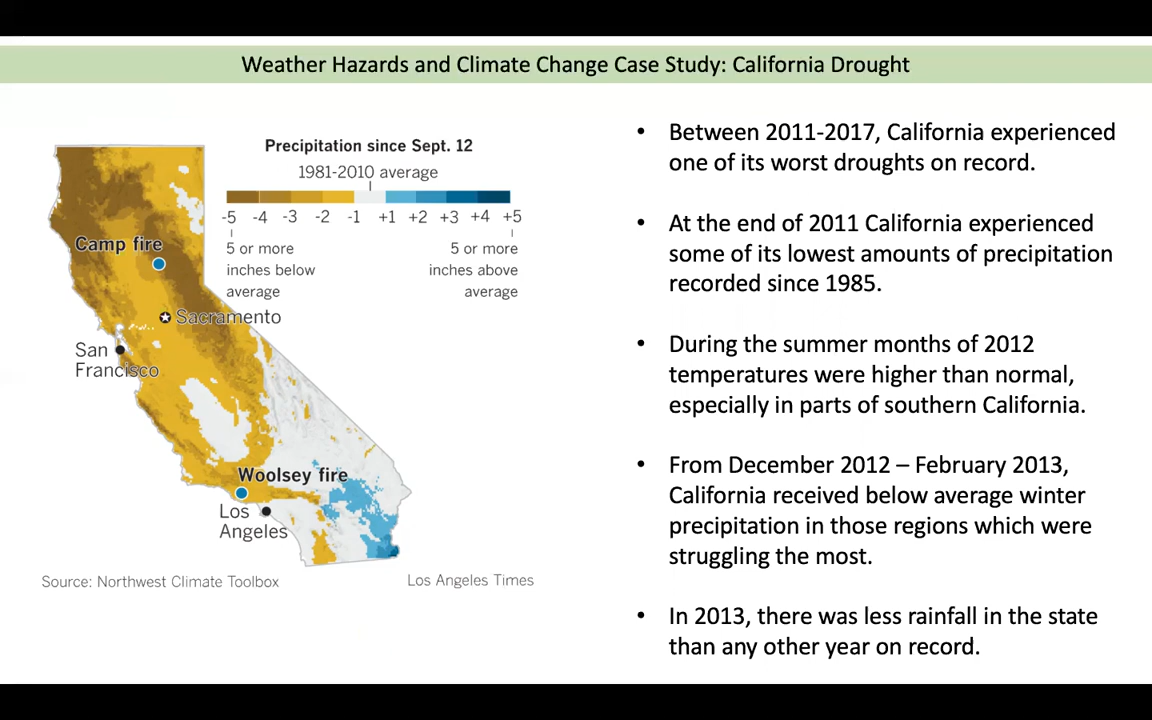 Weather Hazards and Climate Change Case Study: California Drought
Precipitation since Sept. 12
1981-2010 average
-5 -4 -3 -2 -1 +1 +2 +3 +4 +5
5 or more
inches below
average
5 or more
inches above
average
Camp fire
Sacramento
San
Francisco
Woolsey fire
Los
Angeles
Source: Northwest Climate Toolbox
Los Angeles Times
• Between 2011-2017, California experienced
one of its worst droughts on record.
• At the end of 2011 California experienced
some of its lowest amounts of precipitation
recorded since 1985.
• During the summer months of 2012
temperatures were higher than normal,
especially in parts of southern California.
• From December 2012 – February 2013,
California received below average winter
precipitation in those regions which were
struggling the most.
• In 2013, there was less rainfall in the state
than any other year on record.